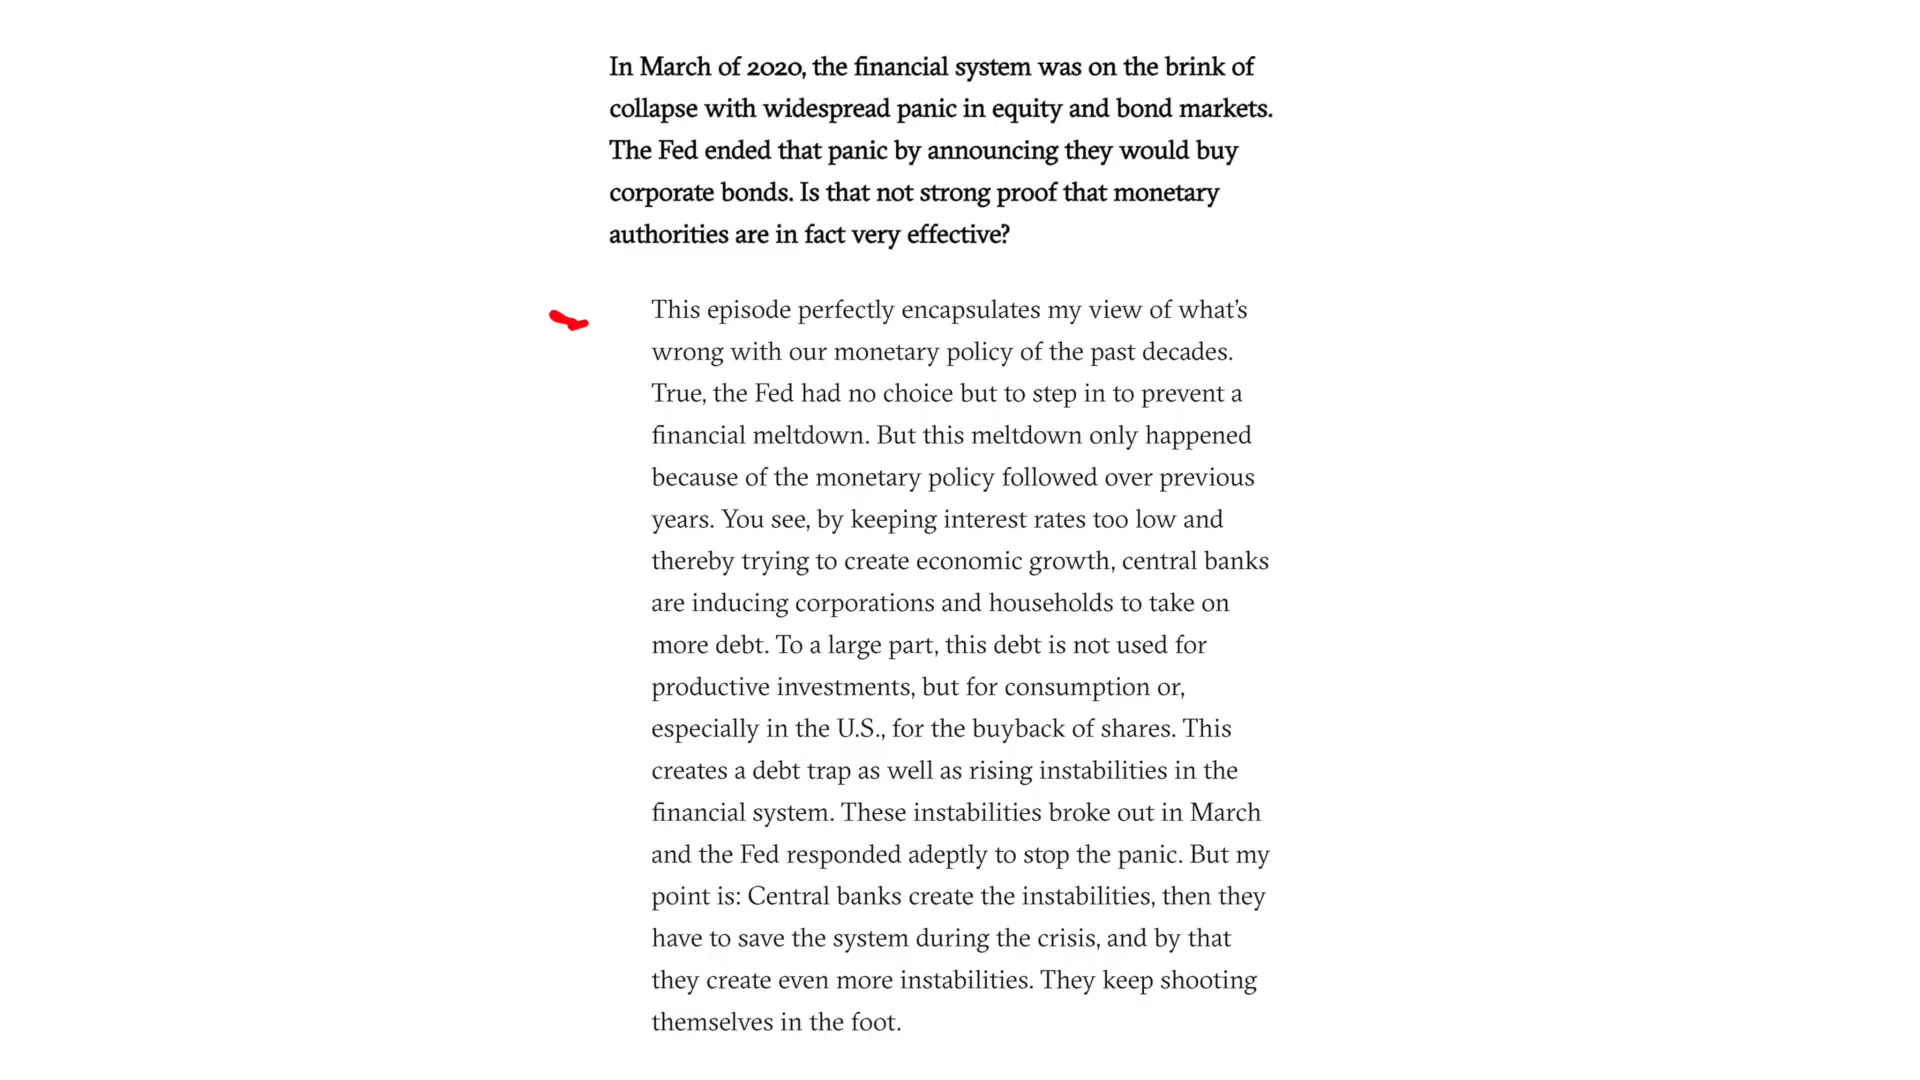 In March of 2020, the financial system was on the brink of
collapse with widespread panic in equity and bond markets.
The Fed ended that panic by announcing they would buy
corporate bonds. Is that not strong proof that monetary
authorities are in fact very effective?
This episode perfectly encapsulates my view of what’s
wrong with our monetary policy of the past decades.
True, the Fed had no choice but to step in to prevent a
financial meltdown. But this meltdown only happened
because of the monetary policy followed over previous
years. You see, by keeping interest rates too low and
thereby trying to create economic growth, central banks
are inducing corporations and households to take on
more debt. To a large part, this debt is not used for
productive investments, but for consumption or,
especially in the U.S., for the buyback of shares. This
creates a debt trap as well as rising instabilities in the
financial system. These instabilities broke out in March
and the Fed responded adeptly to stop the panic. But my
point is: Central banks create the instabilities, then they
have to save the system during the crisis, and by that
they create even more instabilities. They keep shooting
themselves in the foot.